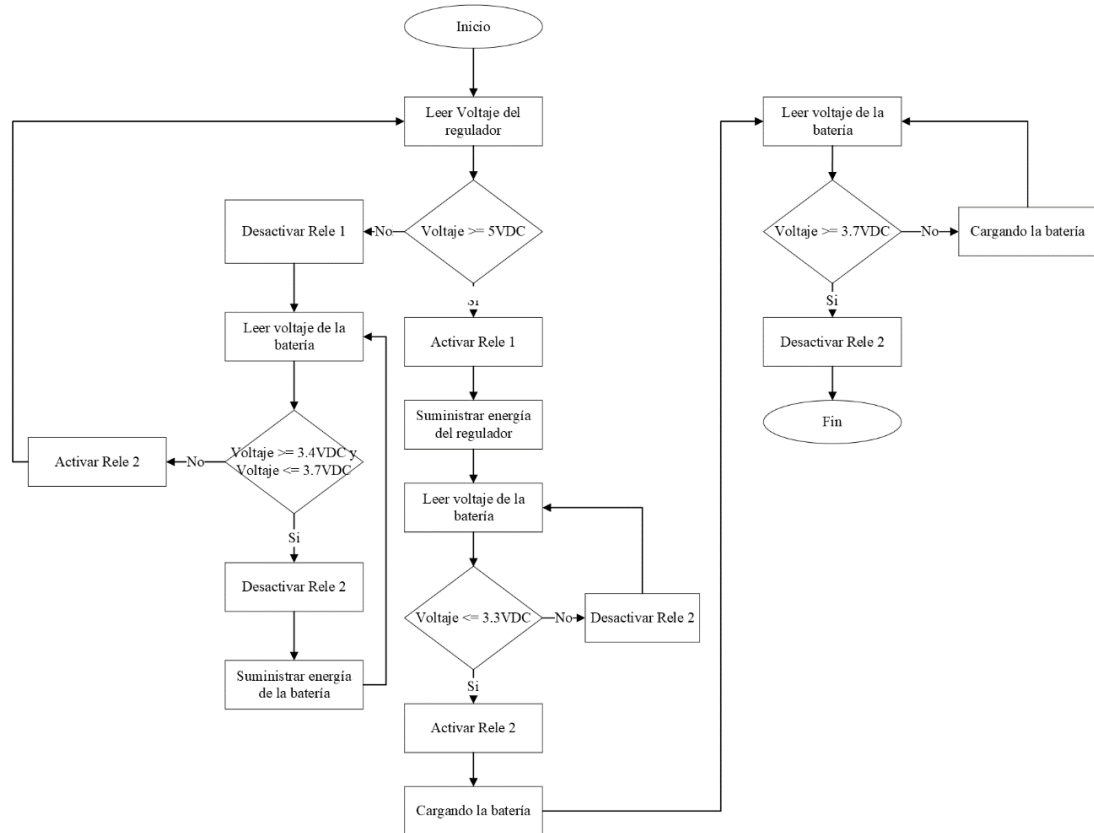 Inicio
Leer Voltaje del
regulador
Voltaje >= 5VDC
No
Desactivar Rele 1
Leer voltaje de la
batería
Voltaje >= 3.4VDC y
Voltaje <= 3.7VDC
No
Activar Rele 2
Si
Desactivar Rele 2
Suministrar energía
de la batería
Si
Activar Rele 1
Suministrar energía
del regulador
Leer voltaje de la
batería
Voltaje <= 3.3VDC
No
Desactivar Rele 2
Si
Activar Rele 2
Cargando la batería
Leer voltaje de la
batería
Voltaje >= 3.7VDC
No
Cargando la batería
Si
Desactivar Rele 2
Fin